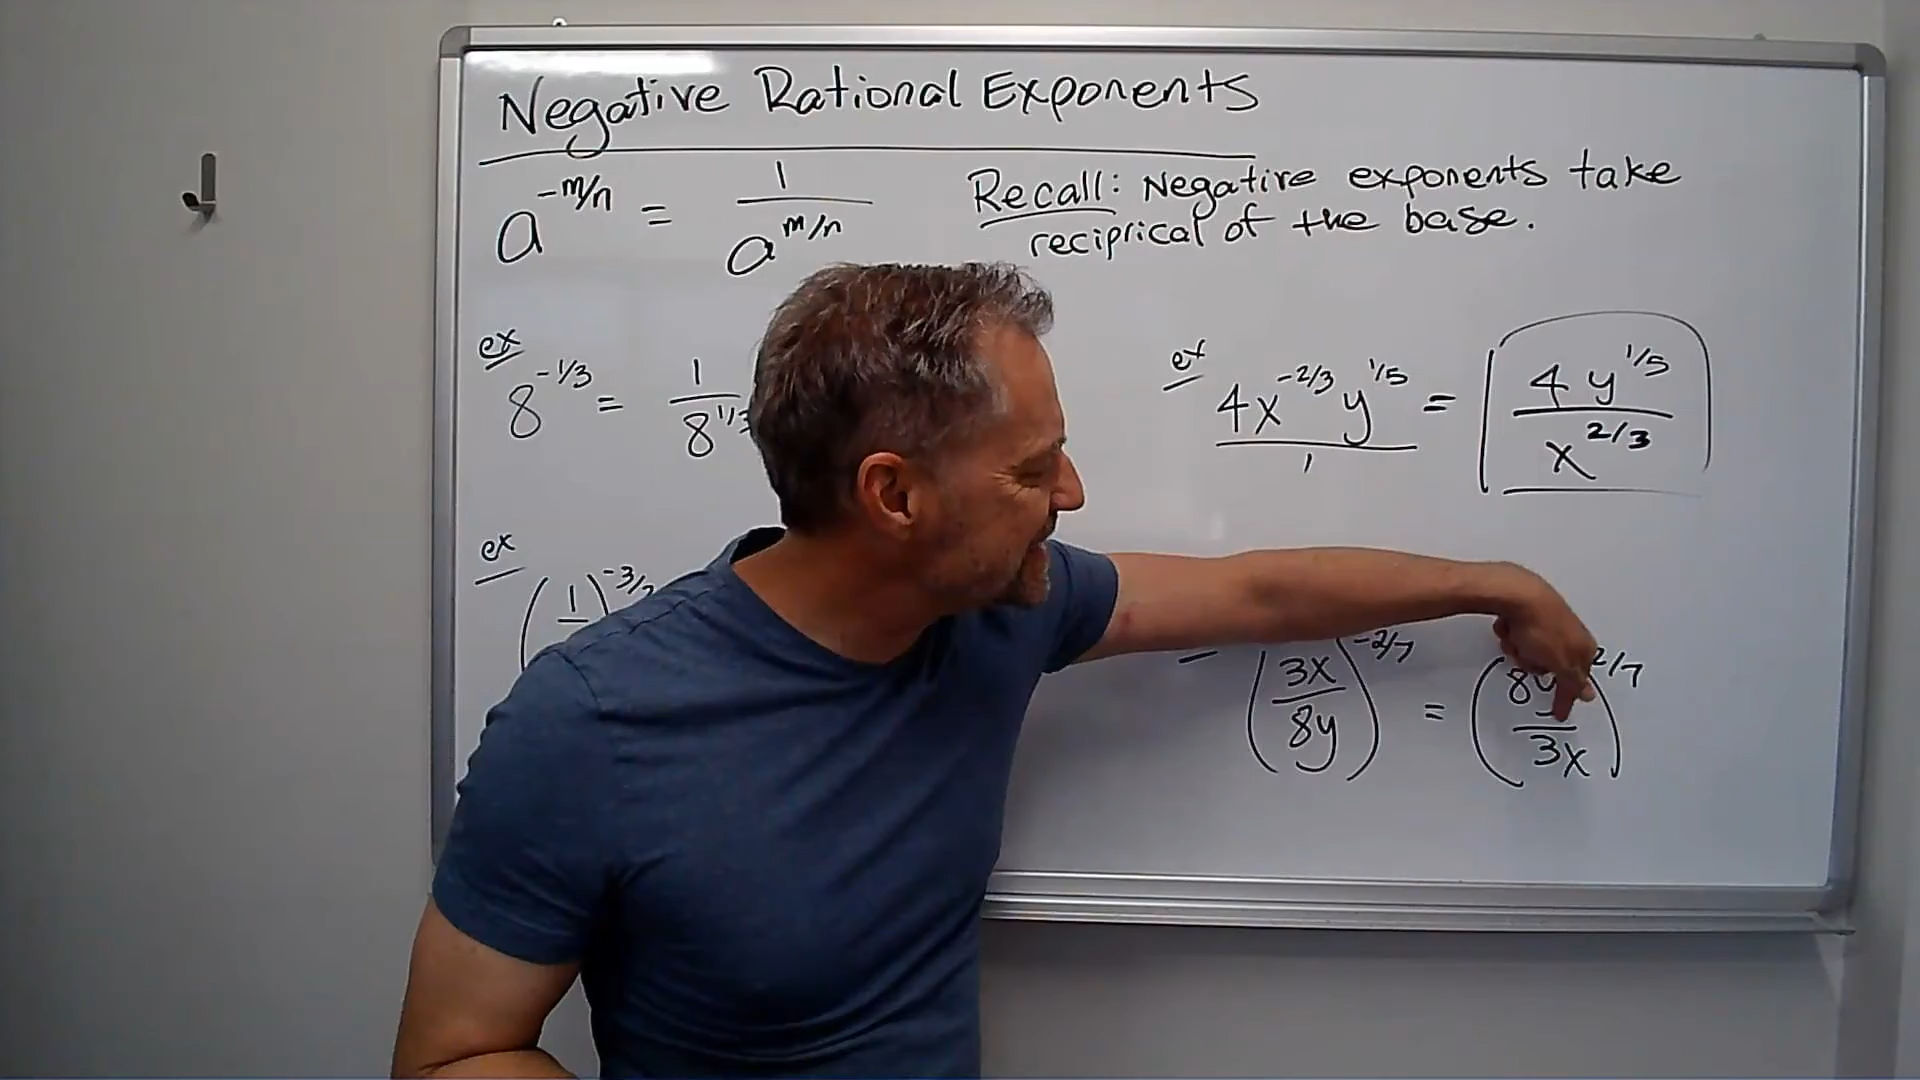 Negative Rational Exponents
a^-m/n = 1/a^m/n
Recall: Negative exponents take
reciprical of the base.
ex
8^-1/3 = 1/8^1/3
ex
4x^-2/3 y^1/5 / 1 = 4y^1/5 / x^2/3
ex
(1
-3/2
(3x/8y)^-2/7 = (8y/3x)^2/7